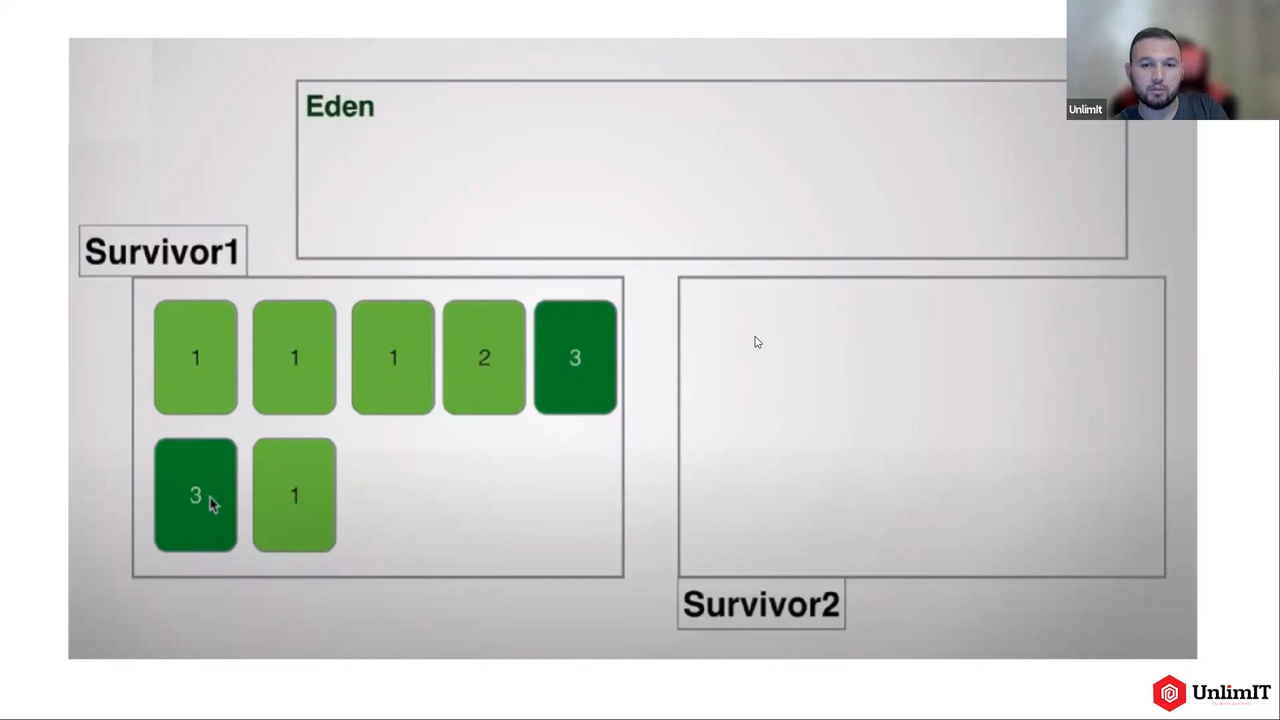 Eden
UnlimIt
Survivor1
1 1 1 2 3
3 1
Survivor2
UnlimIT